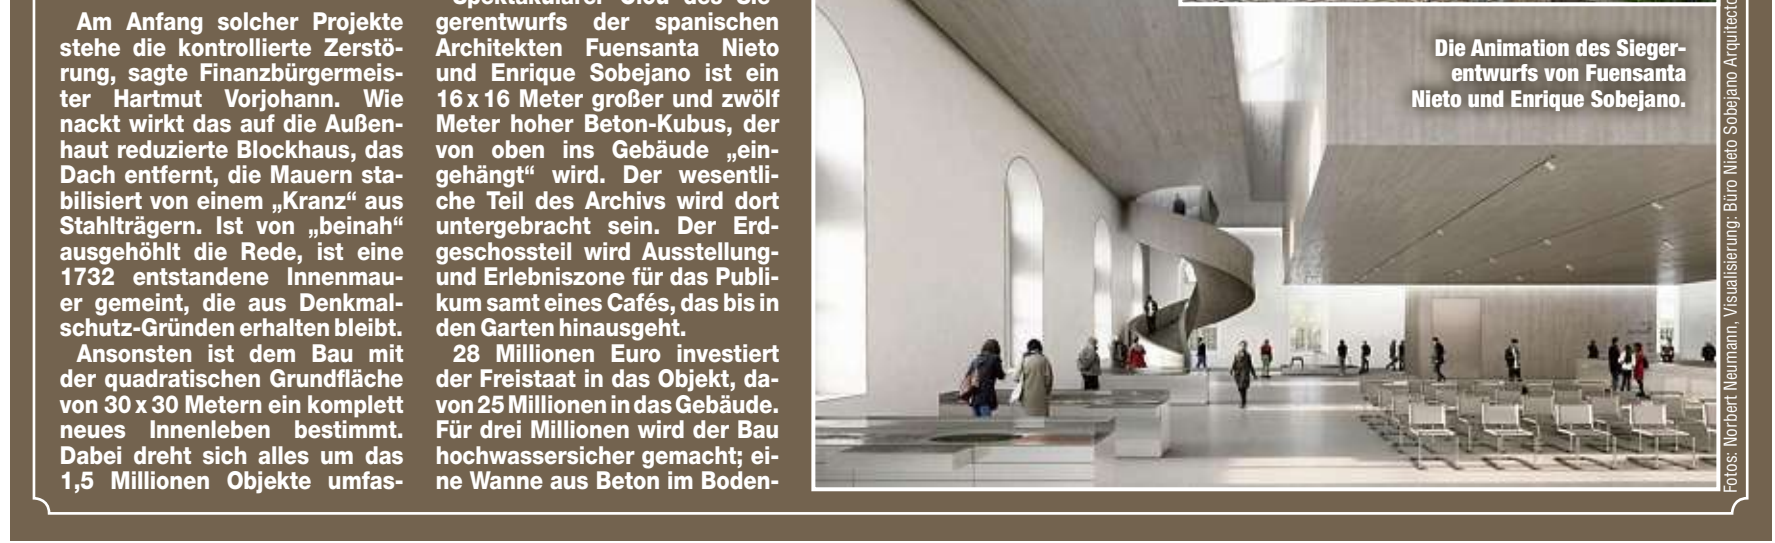 Am Anfang solcher Projekte
stehe die kontrollierte Zerstö-
rung, sagte Finanzbürgermeis-
ter Hartmut Vorjohann. Wie
nackt wirkt das auf die Außen-
haut reduzierte Blockhaus, das
Dach entfernt, die Mauern sta-
bilisiert von einem „Kranz“ aus
Stahlträgern. Ist von „beinah“
ausgehöhlt die Rede, ist eine
1732 entstandene Innenmau-
er gemeint, die aus Denkmal-
schutz-Gründen erhalten bleibt.
Ansonsten ist dem Bau mit
der quadratischen Grundfläche
von 30 x 30 Metern ein komplett
neues Innenleben bestimmt.
Dabei dreht sich alles um das
1,5 Millionen Objekte umfas-
Spektakulärer Clou des Sie-
gerentwurfs der spanischen
Architekten Fuensanta Nieto
und Enrique Sobejano ist ein
16 x 16 Meter großer und zwölf
Meter hoher Beton-Kubus, der
von oben ins Gebäude „ein-
gehängt“ wird. Der wesentli-
che Teil des Archivs wird dort
untergebracht sein. Der Erd-
geschossteil wird Ausstellung-
und Erlebniszone für das Publi-
kum samt eines Cafés, das bis in
den Garten hinausgeht.
28 Millionen Euro investiert
der Freistaat in das Objekt, da-
von 25 Millionen in das Gebäude.
Für drei Millionen wird der Bau
hochwassersicher gemacht; ei-
ne Wanne aus Beton im Boden-
Die Animation des Sieger-
entwurfs von Fuensanta
Nieto und Enrique Sobejano.
Fotos: Norbert Neumann, Visualisierung: Büro Nieto Sobejano